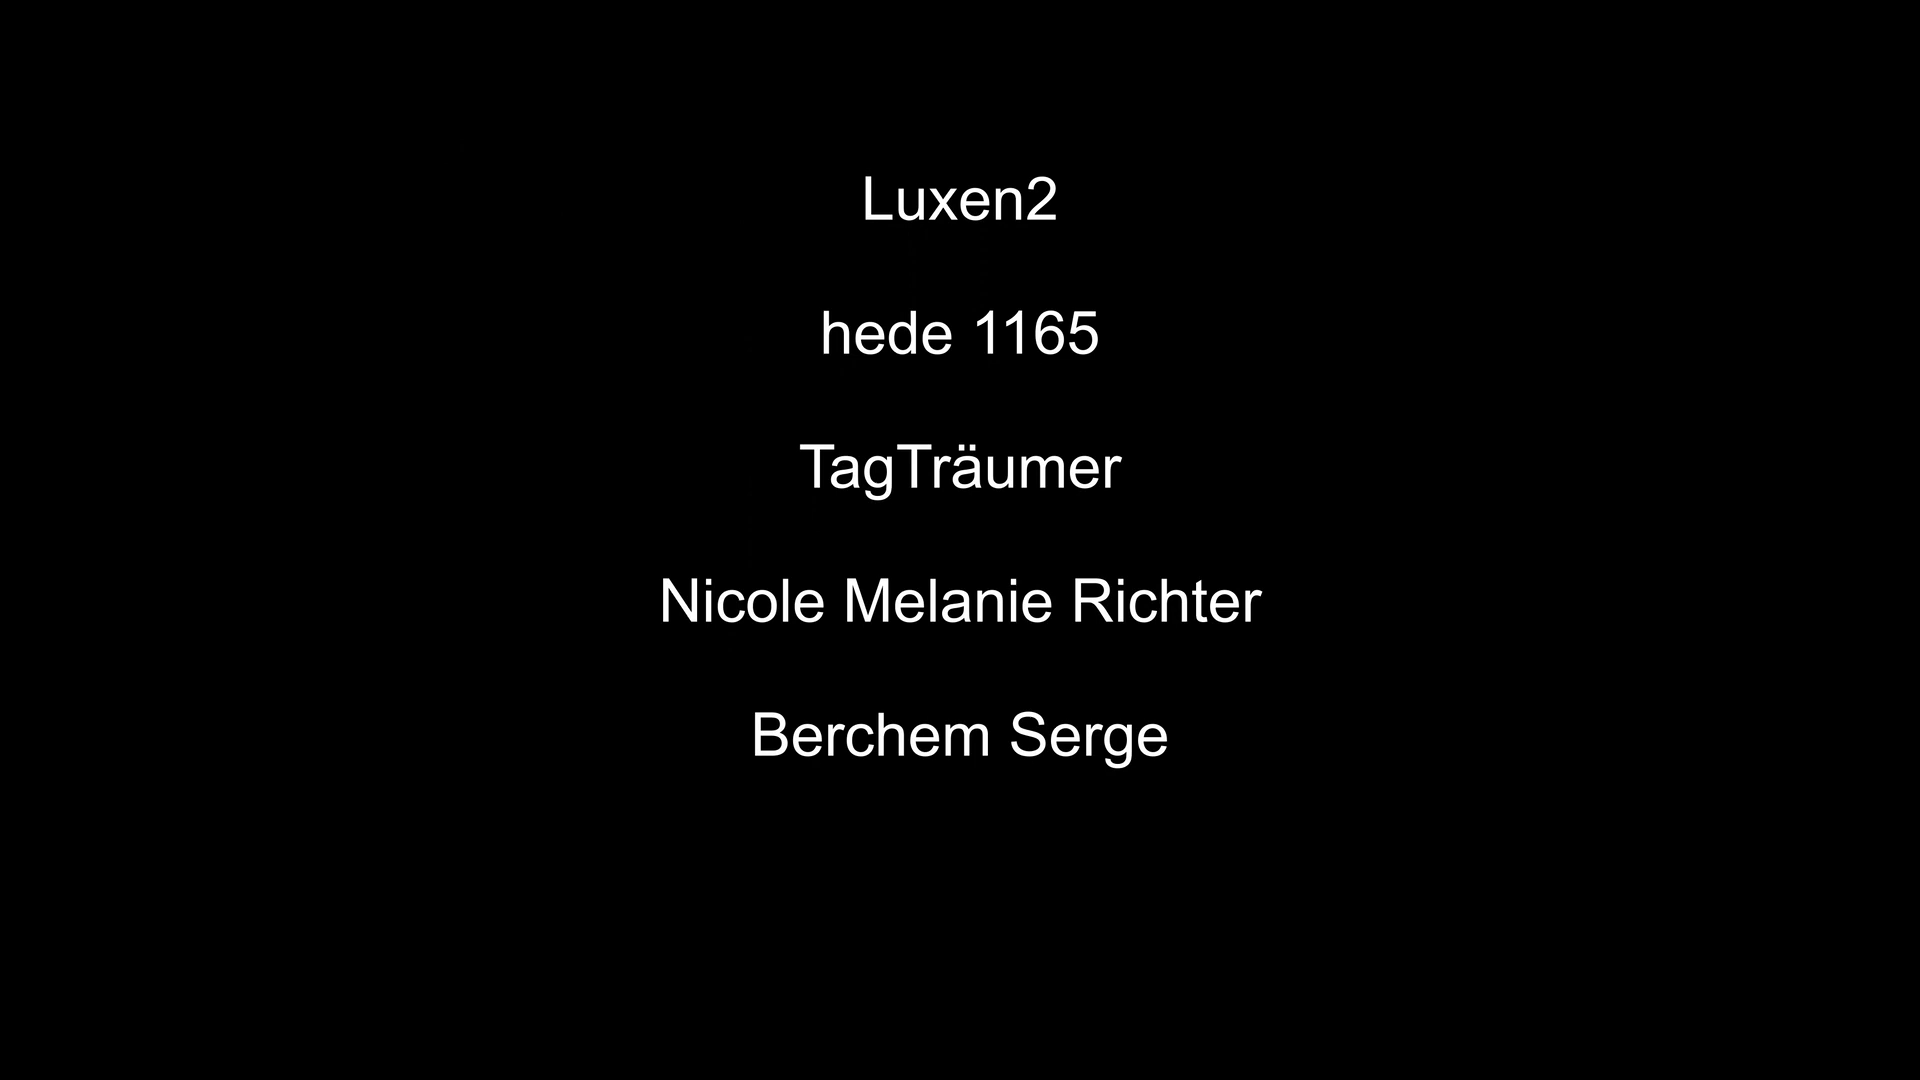 Luxen2
hede 1165
TagTräumer
Nicole Melanie Richter
Berchem Serge